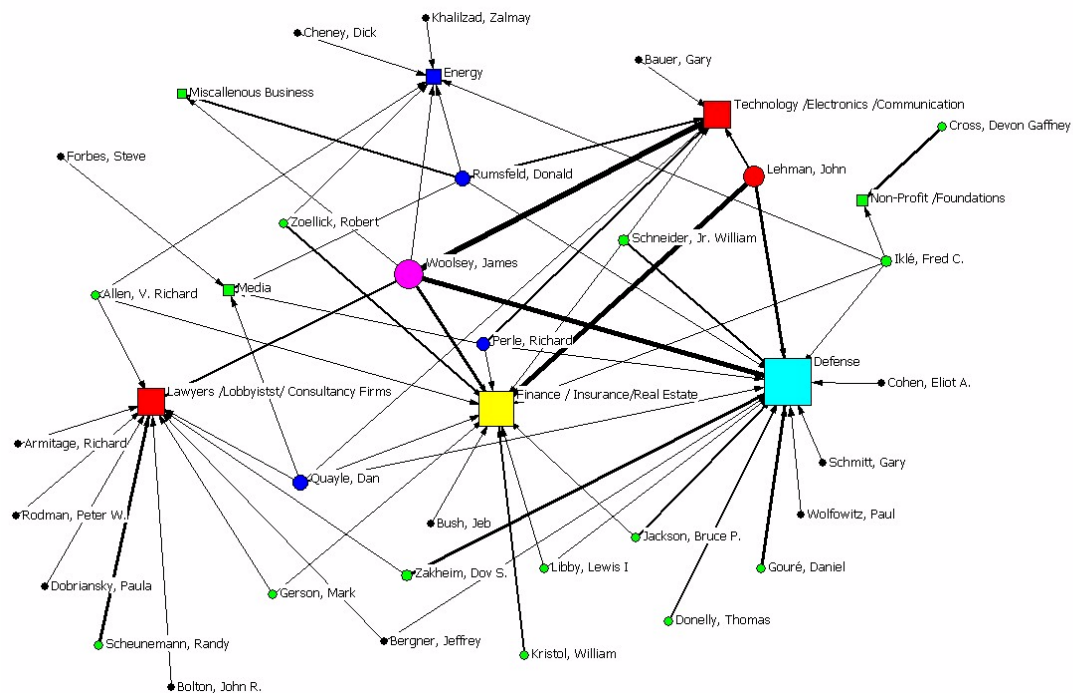 Khalilzad, Zalmay
Cheney, Dick
Bauer, Gary
Energy
Miscallenous Business
Technology /Electronics /Communication
Cross, Devon Gaffney
Forbes, Steve
Rumsfeld, Donald
Lehman, John
Non-Profit /Foundations
Zoellick, Robert
Schneider, Jr. William
Woolsey, James
Iklé, Fred C.
Allen, V. Richard
Media
Perle, Richard
Defense
Cohen, Eliot A.
Lawyers /Lobbyistst/ Consultancy Firms
Finance / Insurance/Real Estate
Armitage, Richard
Schmitt, Gary
Quayle, Dan
Rodman, Peter W.
Bush, Jeb
Wolfowitz, Paul
Jackson, Bruce P.
Dobriansky, Paula
Zakheim, Dov S.
Libby, Lewis I
Gouré, Daniel
Gerson, Mark
Donelly, Thomas
Scheunemann, Randy
Bergner, Jeffrey
Kristol, William
Bolton, John R.